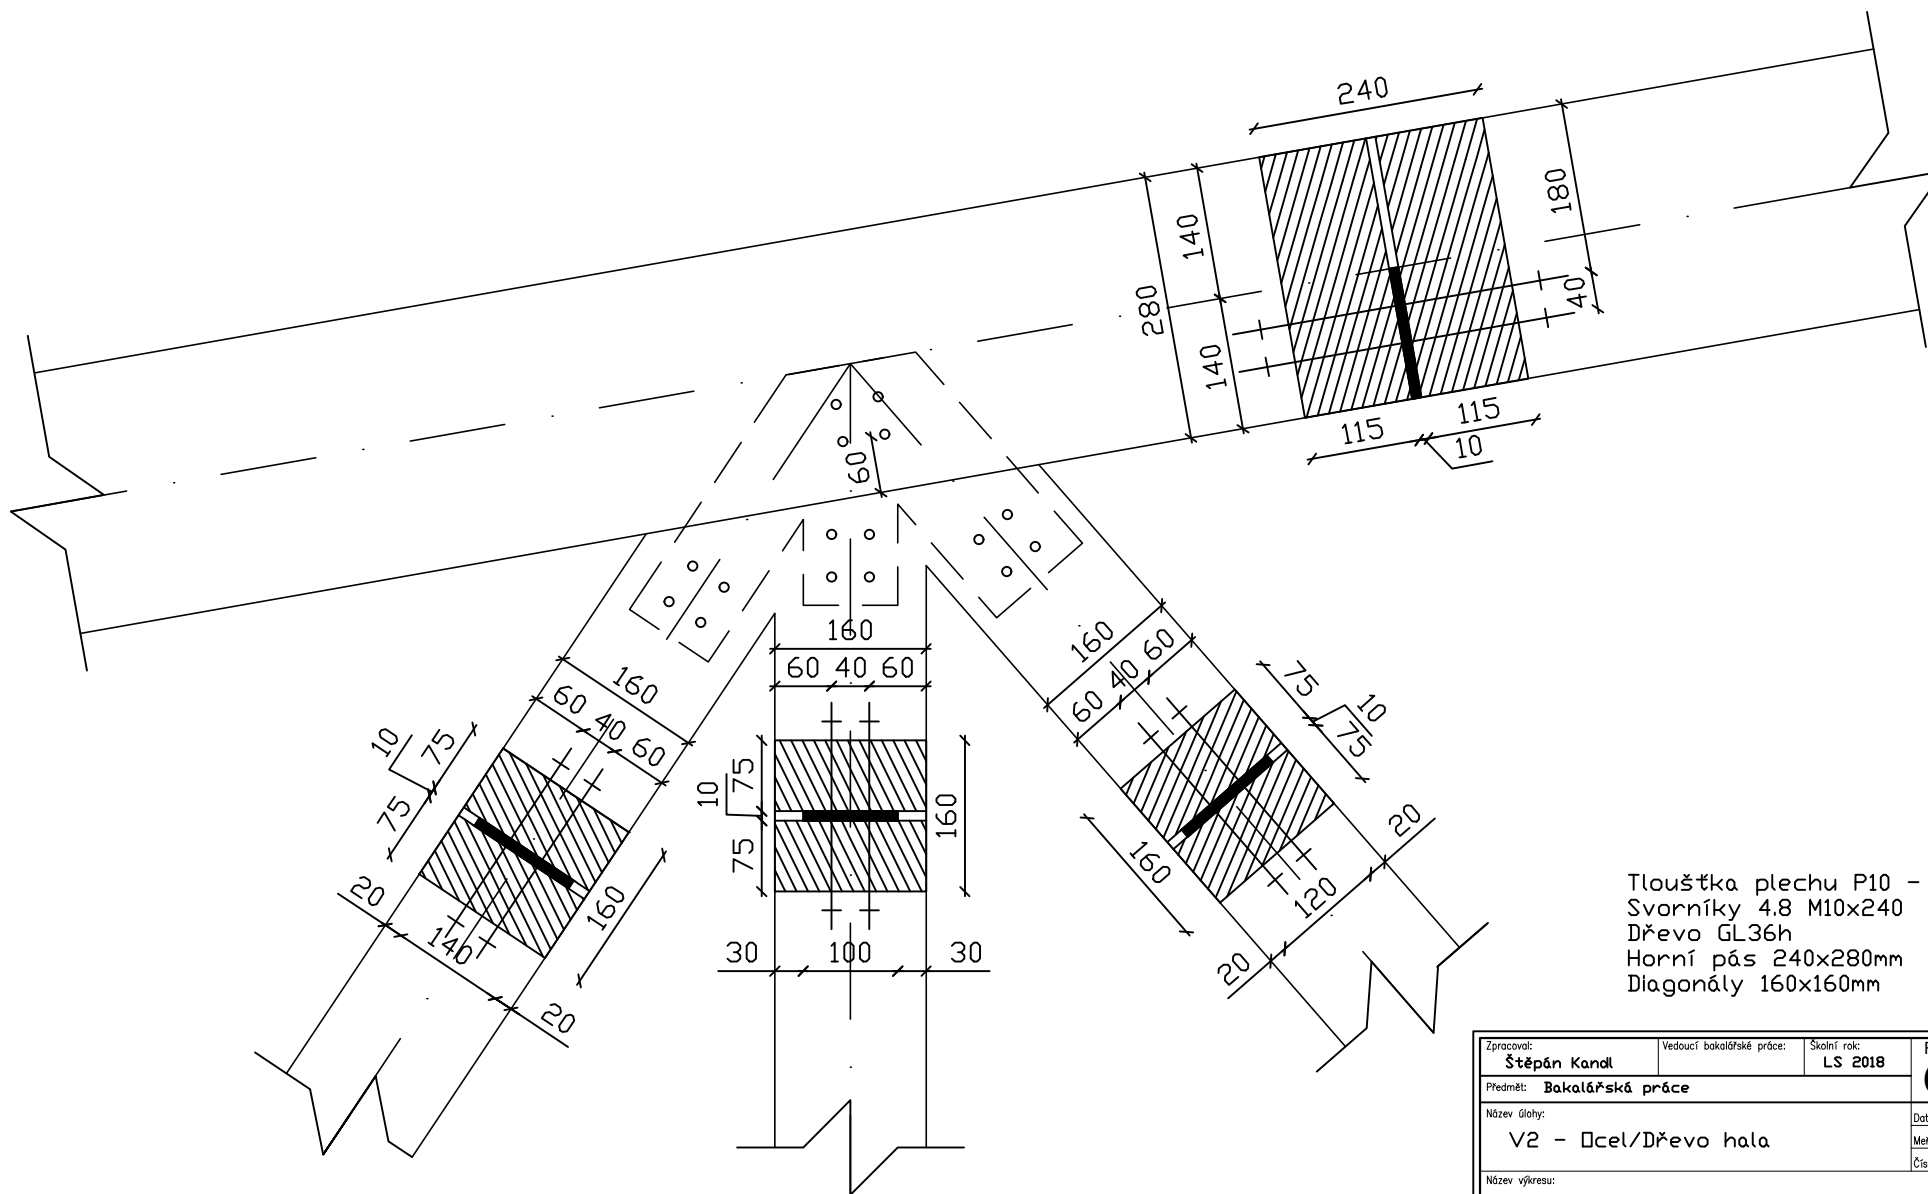 240
180
140
280
140
40
115
115
10
60
160
60 40 60
160
60 40 60
160
60 40 60
10
75
75
20
140
20
160
10
75
75
160
30 100 30
75
10
75
160
120
20
20
Tloušťka plechu P10 -
Svorníky 4.8 M10x240
Dřevo GL36h
Horní pás 240x280mm
Diagonály 160x160mm
Zpracoval: Vedoucí bakalářské práce: Školní rok:
Štěpán Kandl LS 2018
Předmět: Bakalářská práce
Název úlohy:
V2 - Ocel/Dřevo hala
Název výkresu: